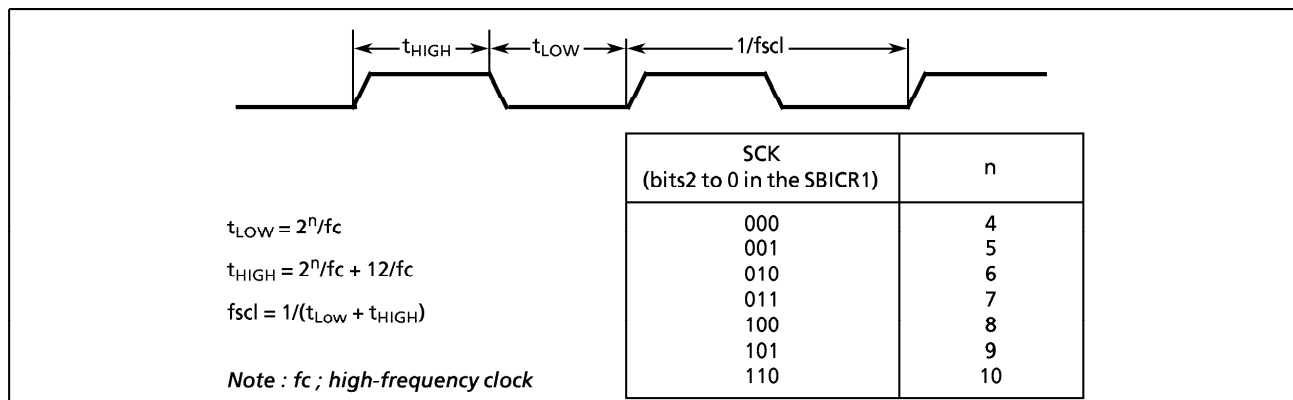 tHIGH tLOW 1/fscl
SCK
(bits2 to 0 in the SBICR1) n
000 4
001 5
010 6
011 7
100 8
101 9
110 10
tLOW = 2^n/fc
tHIGH = 2^n/fc + 12/fc
fscl = 1/(tLow + tHIGH)
Note : fc ; high-frequency clock